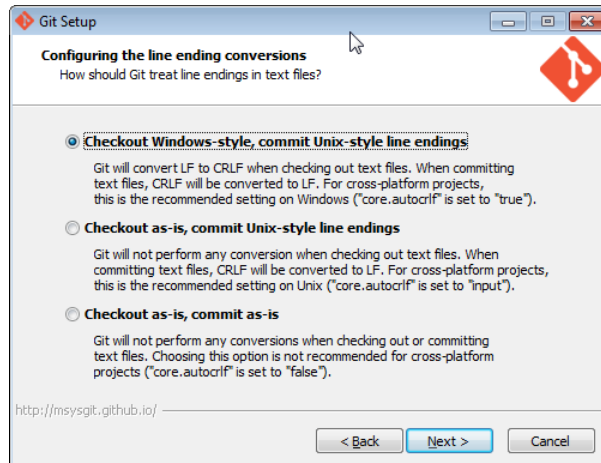 Git Setup
Configuring the line ending conversions
How should Git treat line endings in text files?
Checkout Windows-style, commit Unix-style line endings
Git will convert LF to CRLF when checking out text files. When committing
text files, CRLF will be converted to LF. For cross-platform projects,
this is the recommended setting on Windows ("core.autocrlf" is set to "true").
Checkout as-is, commit Unix-style line endings
Git will not perform any conversion when checking out text files. When
committing text files, CRLF will be converted to LF. For cross-platform projects,
this is the recommended setting on Unix ("core.autocrlf" is set to "input").
Checkout as-is, commit as-is
Git will not perform any conversions when checking out or committing
text files. Choosing this option is not recommended for cross-platform
projects ("core.autocrlf" is set to "false").
http://msysgit.github.io/
< Back Next > Cancel